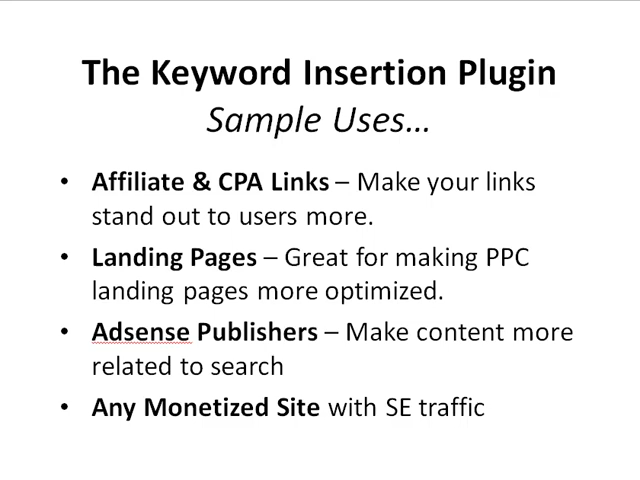 The Keyword Insertion Plugin
Sample Uses...
• Affiliate & CPA Links – Make your links
stand out to users more.
• Landing Pages – Great for making PPC
landing pages more optimized.
• Adsense Publishers – Make content more
related to search
• Any Monetized Site with SE traffic